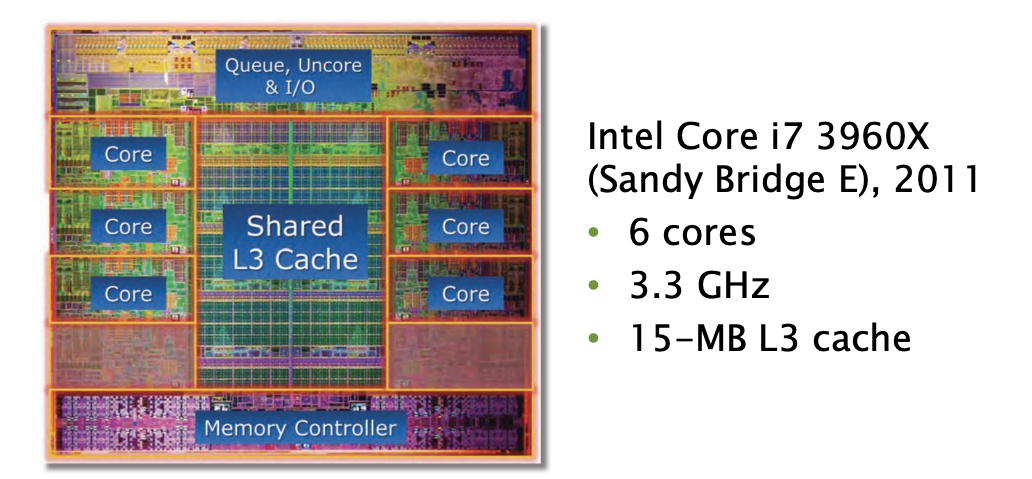 Queue, Uncore
& I/O
Core
Core
Core
Core
Core
Core
Shared
L3 Cache
Memory Controller
Intel Core i7 3960X
(Sandy Bridge E), 2011
• 6 cores
• 3.3 GHz
• 15-MB L3 cache